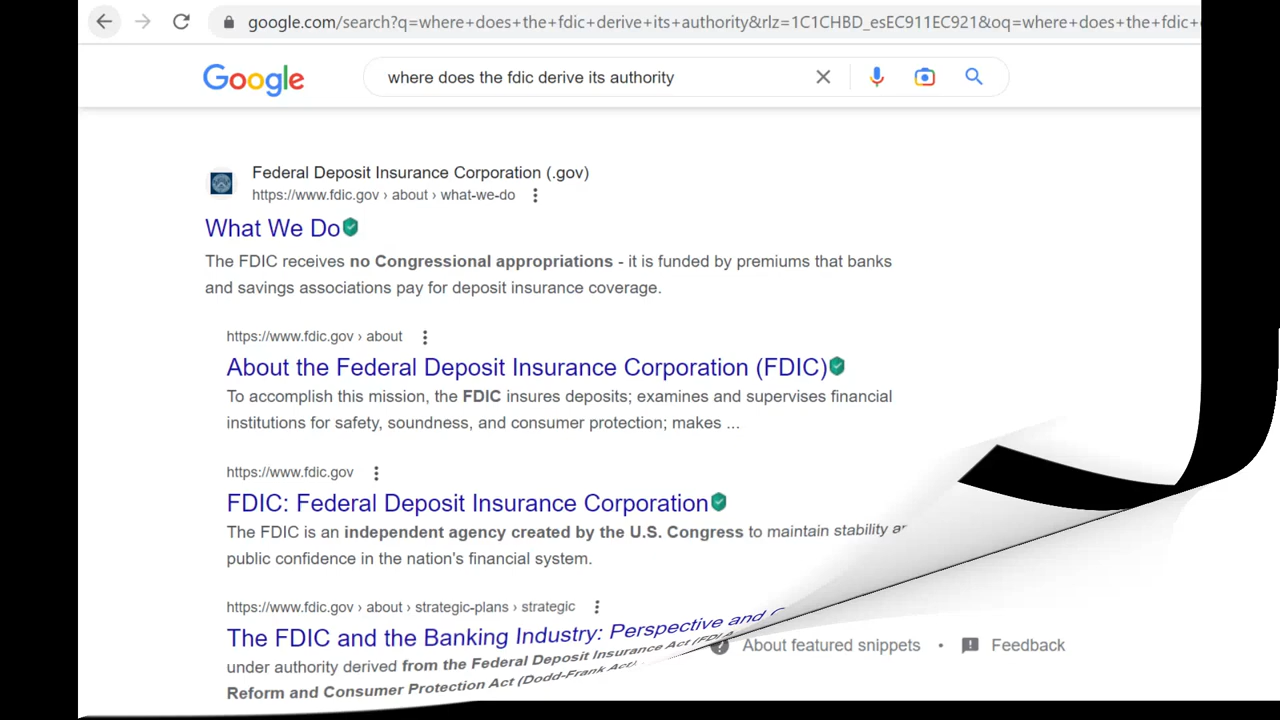 google.com/search?q=where+does+the+fdic+derive+its+authority&rlz=1C1CHBD_esEC911EC921&oq=where+does+the+fdic+
Google
where does the fdic derive its authority
Federal Deposit Insurance Corporation (.gov)
https://www.fdic.gov › about › what-we-do
What We Do
The FDIC receives no Congressional appropriations - it is funded by premiums that banks
and savings associations pay for deposit insurance coverage.
https://www.fdic.gov › about
About the Federal Deposit Insurance Corporation (FDIC)
To accomplish this mission, the FDIC insures deposits; examines and supervises financial
institutions for safety, soundness, and consumer protection; makes ...
https://www.fdic.gov
FDIC: Federal Deposit Insurance Corporation
The FDIC is an independent agency created by the U.S. Congress to maintain stability
public confidence in the nation's financial system.
https://www.fdic.gov › about › strategic-plans › strategic
The FDIC and the Banking Industry: Perspective and
under authority derived from the Federal Deposit Insurance Act
Reform and Consumer Protection Act (Dodd-Frank Act)
About featured snippets • Feedback